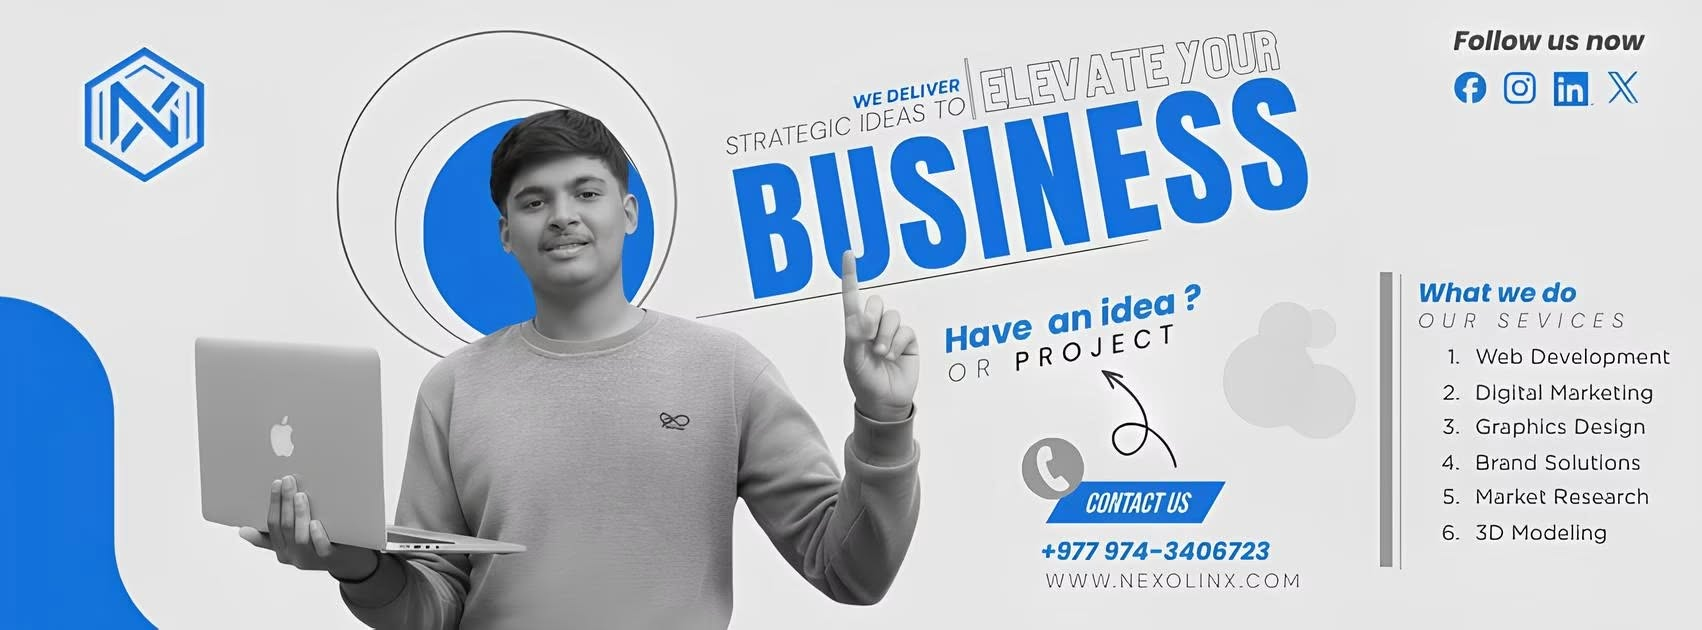 WE DELIVER
STRATEGIC IDEAS TO
ELEVATE YOUR
BUSINESS
Have an idea ?
OR PROJECT
CONTACT US
+977 974-3406723
WWW.NEXOLINX.COM
Follow us now
What we do
OUR SEVICES
1. Web Development
2. Digital Marketing
3. Graphics Design
4. Brand Solutions
5. Market Research
6. 3D Modeling